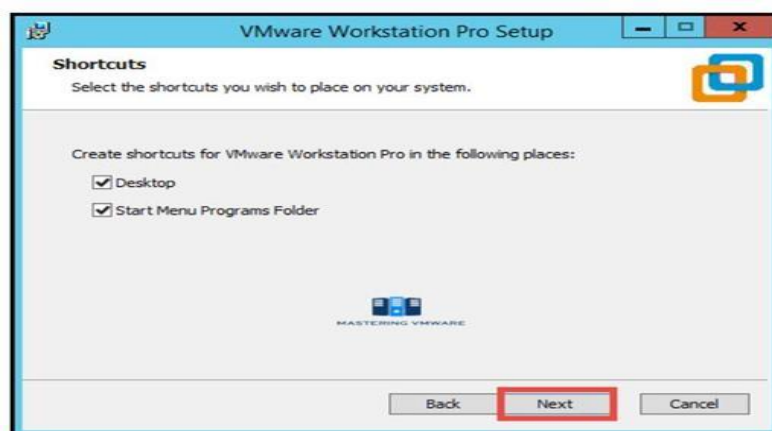 VMware Workstation Pro Setup
Shortcuts
Select the shortcuts you wish to place on your system.
Create shortcuts for VMware Workstation Pro in the following places:
Desktop
Start Menu Programs Folder
MASTERING VMWARE
Back Next Cancel